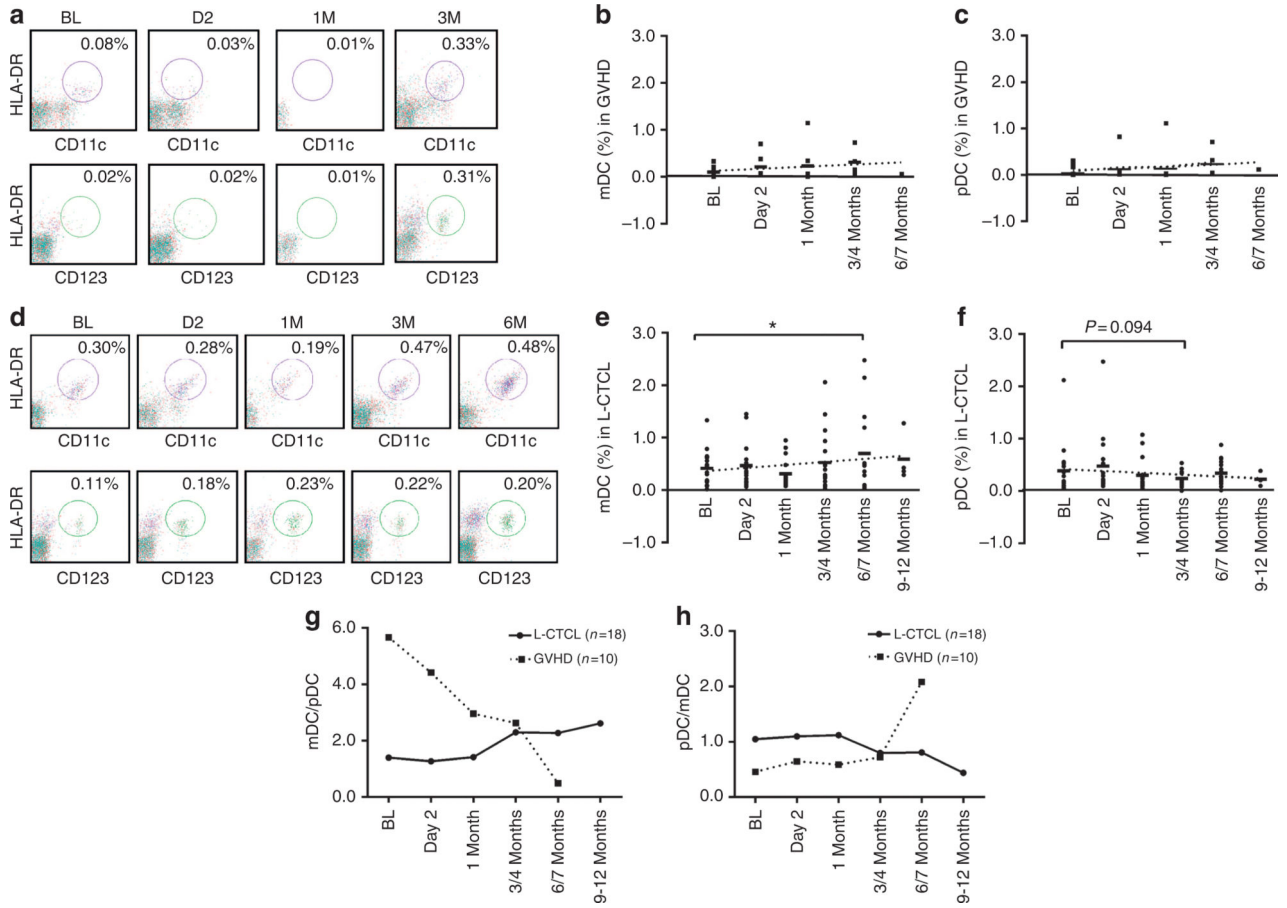 a
BL D2 1M 3M
HLA-DR
0.08% 0.03% 0.01% 0.33%
CD11c CD11c CD11c CD11c
HLA-DR
0.02% 0.02% 0.01% 0.31%
CD123 CD123 CD123 CD123
b
mDC (%) in GVHD
3.0
2.0
1.0
0.0
−1.0
BL
Day 2
1 Month
3/4 Months
6/7 Months
c
pDC (%) in GVHD
3.0
2.0
1.0
0.0
−1.0
BL
Day 2
1 Month
3/4 Months
6/7 Months
d
BL D2 1M 3M 6M
HLA-DR
0.30% 0.28% 0.19% 0.47% 0.48%
CD11c CD11c CD11c CD11c CD11c
HLA-DR
0.11% 0.18% 0.23% 0.22% 0.20%
CD123 CD123 CD123 CD123 CD123
e
mDC (%) in L-CTCL
3.0
2.0
1.0
0.0
−1.0
*
BL
Day 2
1 Month
3/4 Months
6/7 Months
9-12 Months
f
pDC (%) in L-CTCL
3.0
2.0
1.0
0.0
−1.0
P=0.094
BL
Day 2
1 Month
3/4 Months
6/7 Months
9-12 Months
g
mDC/pDC
6.0
4.0
2.0
0.0
L-CTCL (n=18)
GVHD (n=10)
BL
Day 2
1 Month
3/4 Months
6/7 Months
9-12 Months
h
pDC/mDC
3.0
2.0
1.0
0.0
L-CTCL (n=18)
GVHD (n=10)
BL
Day 2
1 Month
3/4 Months
6/7 Months
9-12 Months